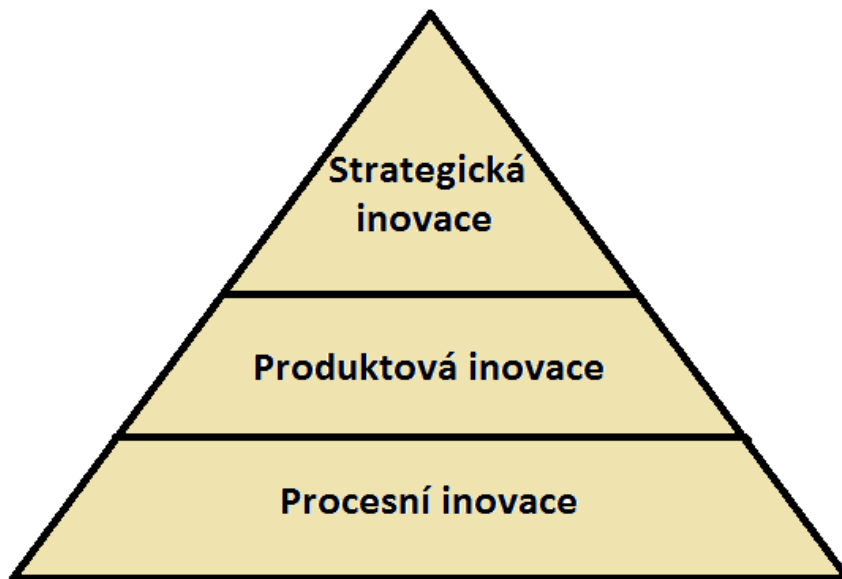 Strategická
inovace
Produktová inovace
Procesní inovace